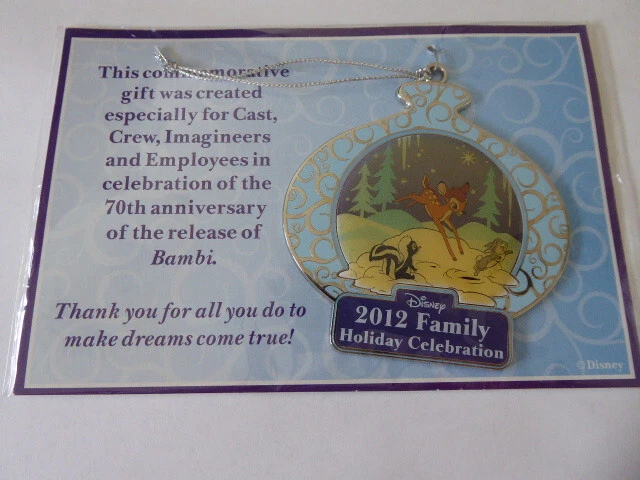 This commemorative
gift was created
especially for Cast,
Crew, Imagineers
and Employees in
celebration of the
70th anniversary
of the release of
Bambi.
Thank you for all you do to
make dreams come true!
Disney
2012 Family
Holiday Celebration
©Disney